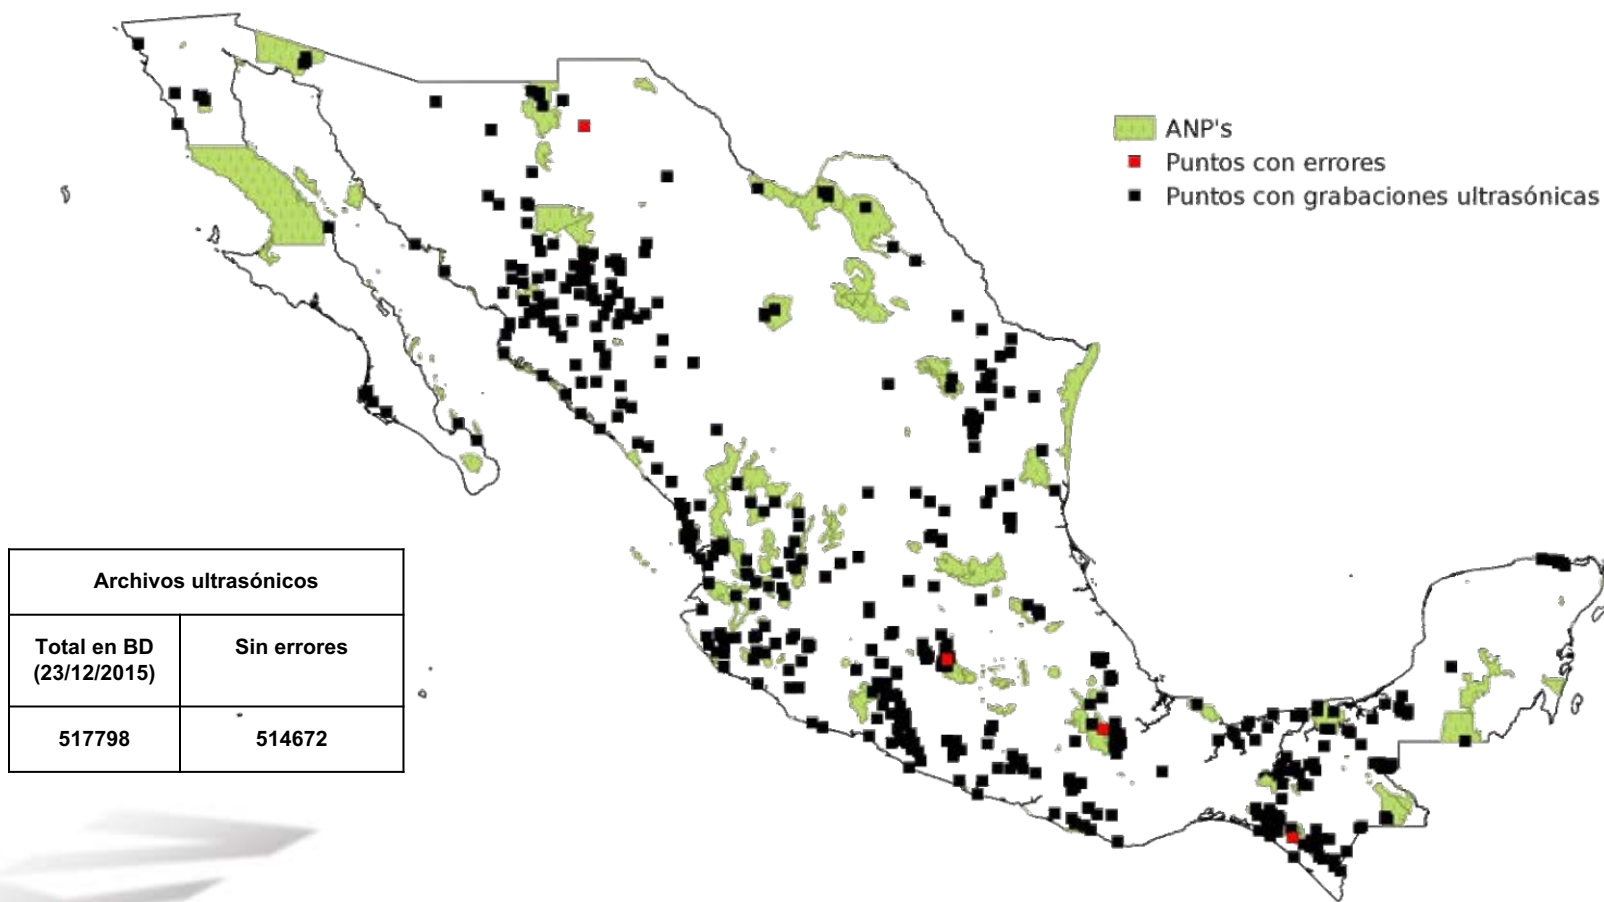 ANP's
Puntos con errores
Puntos con grabaciones ultrasónicas
Archivos ultrasónicos
Total en BD
(23/12/2015)
Sin errores
517798
514672